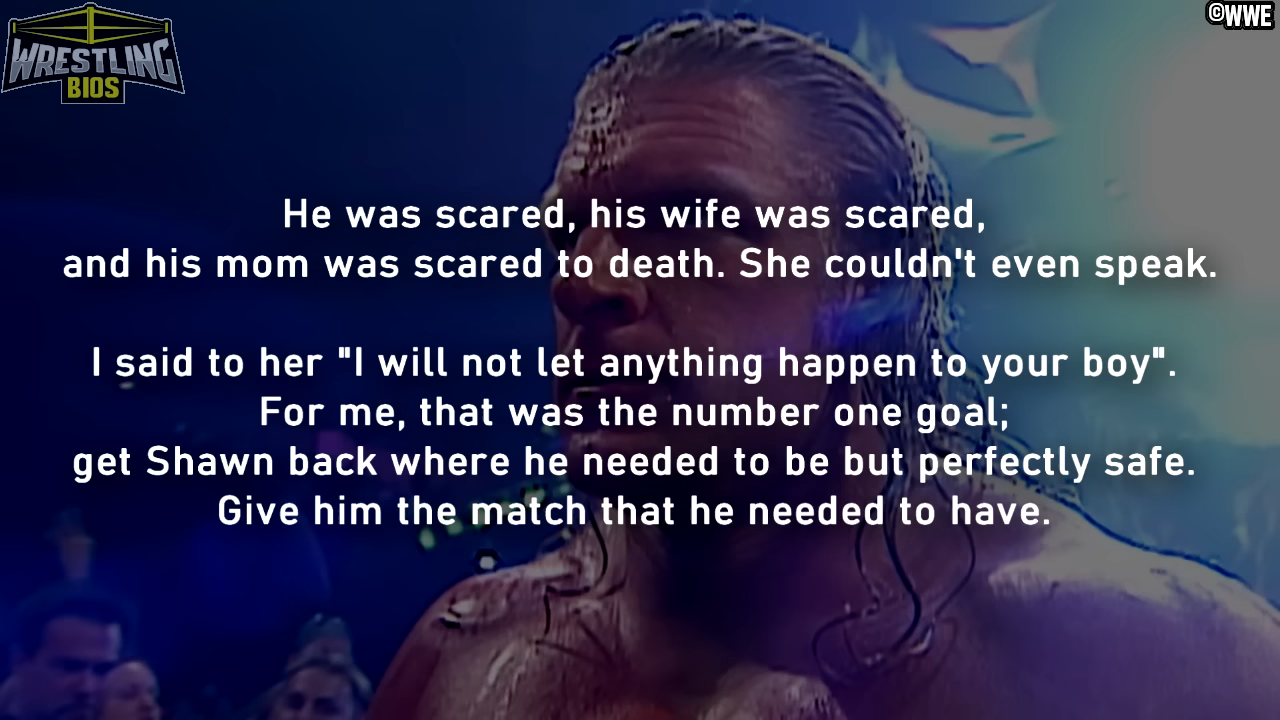 WRESTLING
BIOS
©WWE
He was scared, his wife was scared,
and his mom was scared to death. She couldn't even speak.
I said to her "I will not let anything happen to your boy".
For me, that was the number one goal;
get Shawn back where he needed to be but perfectly safe.
Give him the match that he needed to have.